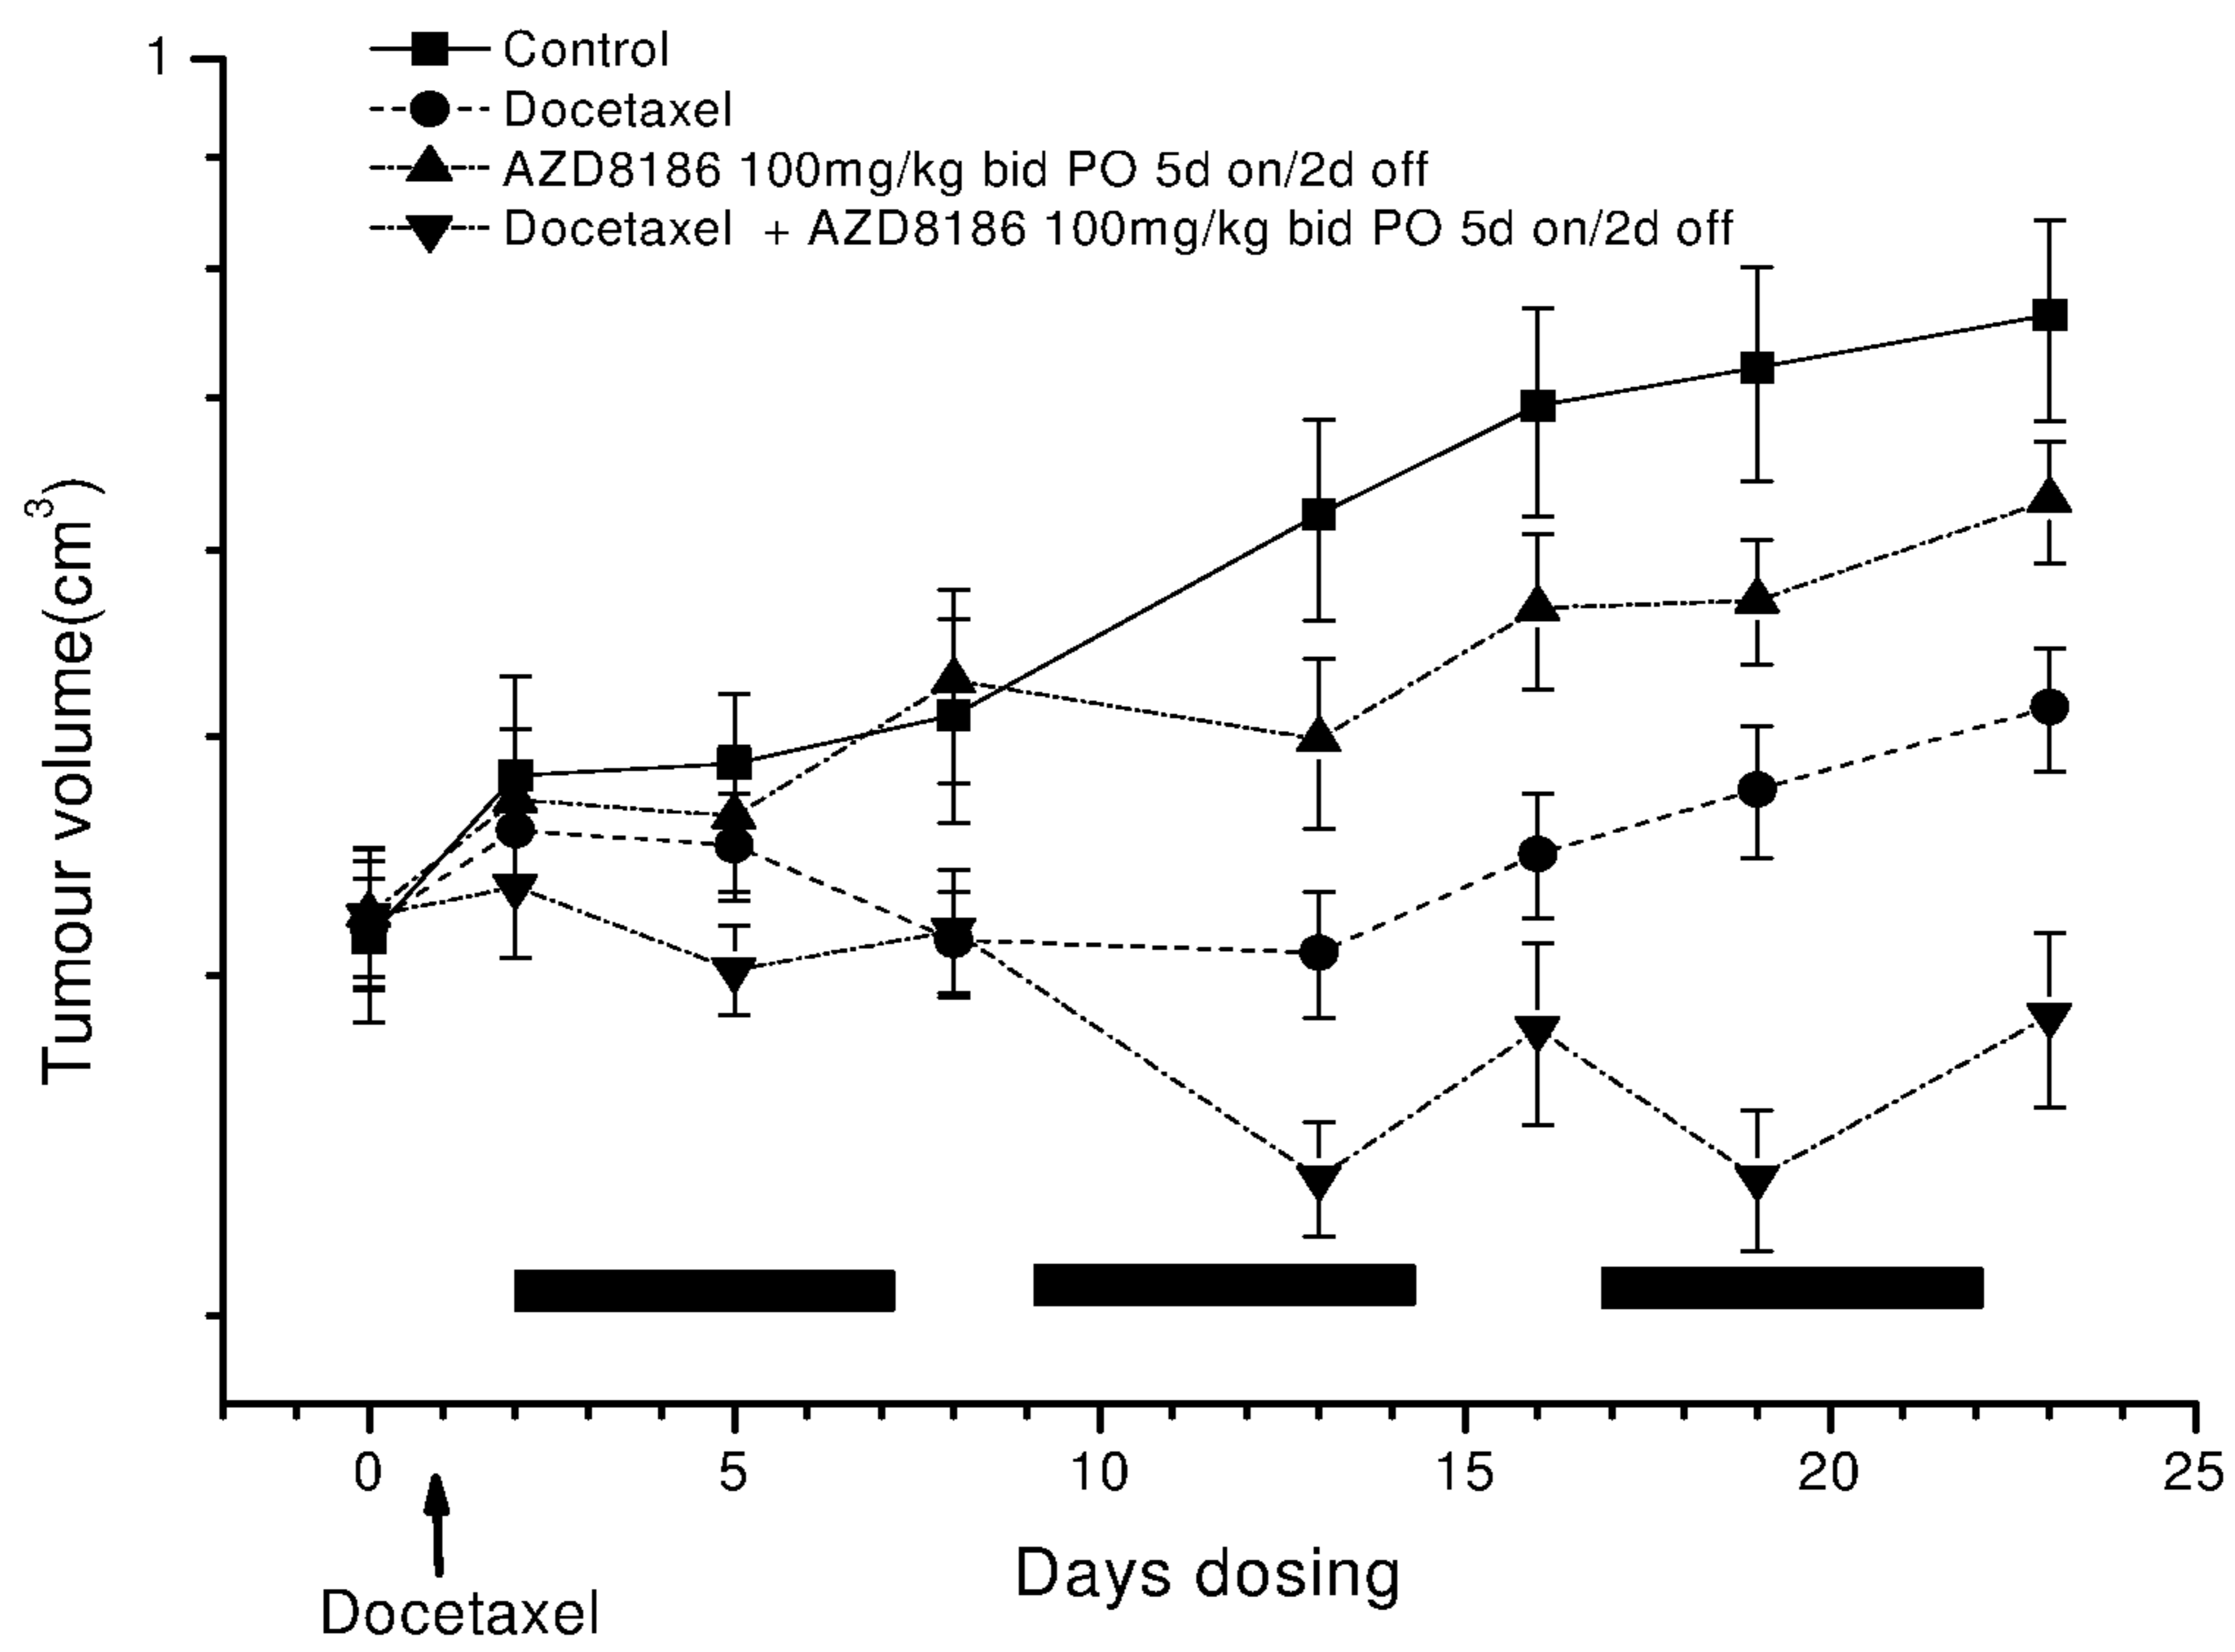 1
Control
Docetaxel
AZD8186 100mg/kg bid PO 5d on/2d off
Docetaxel + AZD8186 100mg/kg bid PO 5d on/2d off
Tumour volume(cm³)
0 5 10 15 20 25
Docetaxel
Days dosing